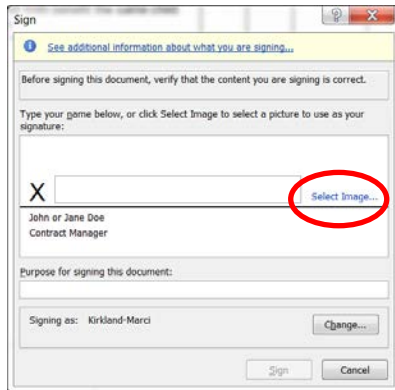 Sign
See additional information about what you are signing...
Before signing this document, verify that the content you are signing is correct.
Type your name below, or click Select Image to select a picture to use as your
signature:
X
Select Image...
John or Jane Doe
Contract Manager
Purpose for signing this document:
Signing as: Kirkland-Marci
Change...
Sign
Cancel